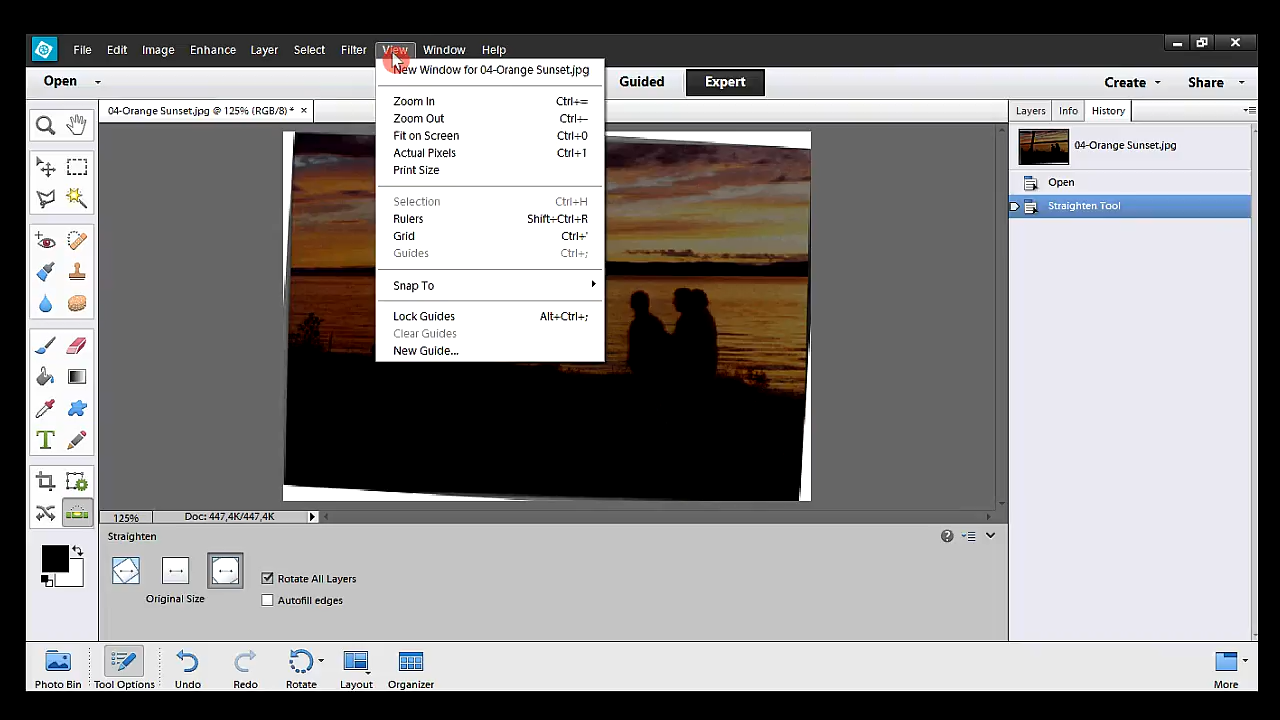 File Edit Image Enhance Layer Select Filter View Window Help
Open Guided Expert Create Share
04-Orange Sunset.jpg @ 125% (RGB/8) * ×
New Window for 04-Orange Sunset.jpg
Zoom In Ctrl+=
Zoom Out Ctrl+-
Fit on Screen Ctrl+0
Actual Pixels Ctrl+1
Print Size
Selection Ctrl+H
Rulers Shift+Ctrl+R
Grid Ctrl+'
Guides Ctrl+;
Snap To
Lock Guides Alt+Ctrl+;
Clear Guides
New Guide...
Layers Info History
04-Orange Sunset.jpg
Open
Straighten Tool
125% Doc: 447,4K/447,4K
Straighten
Original Size
Rotate All Layers
Autofill edges
Photo Bin Tool Options Undo Redo Rotate Layout Organizer More